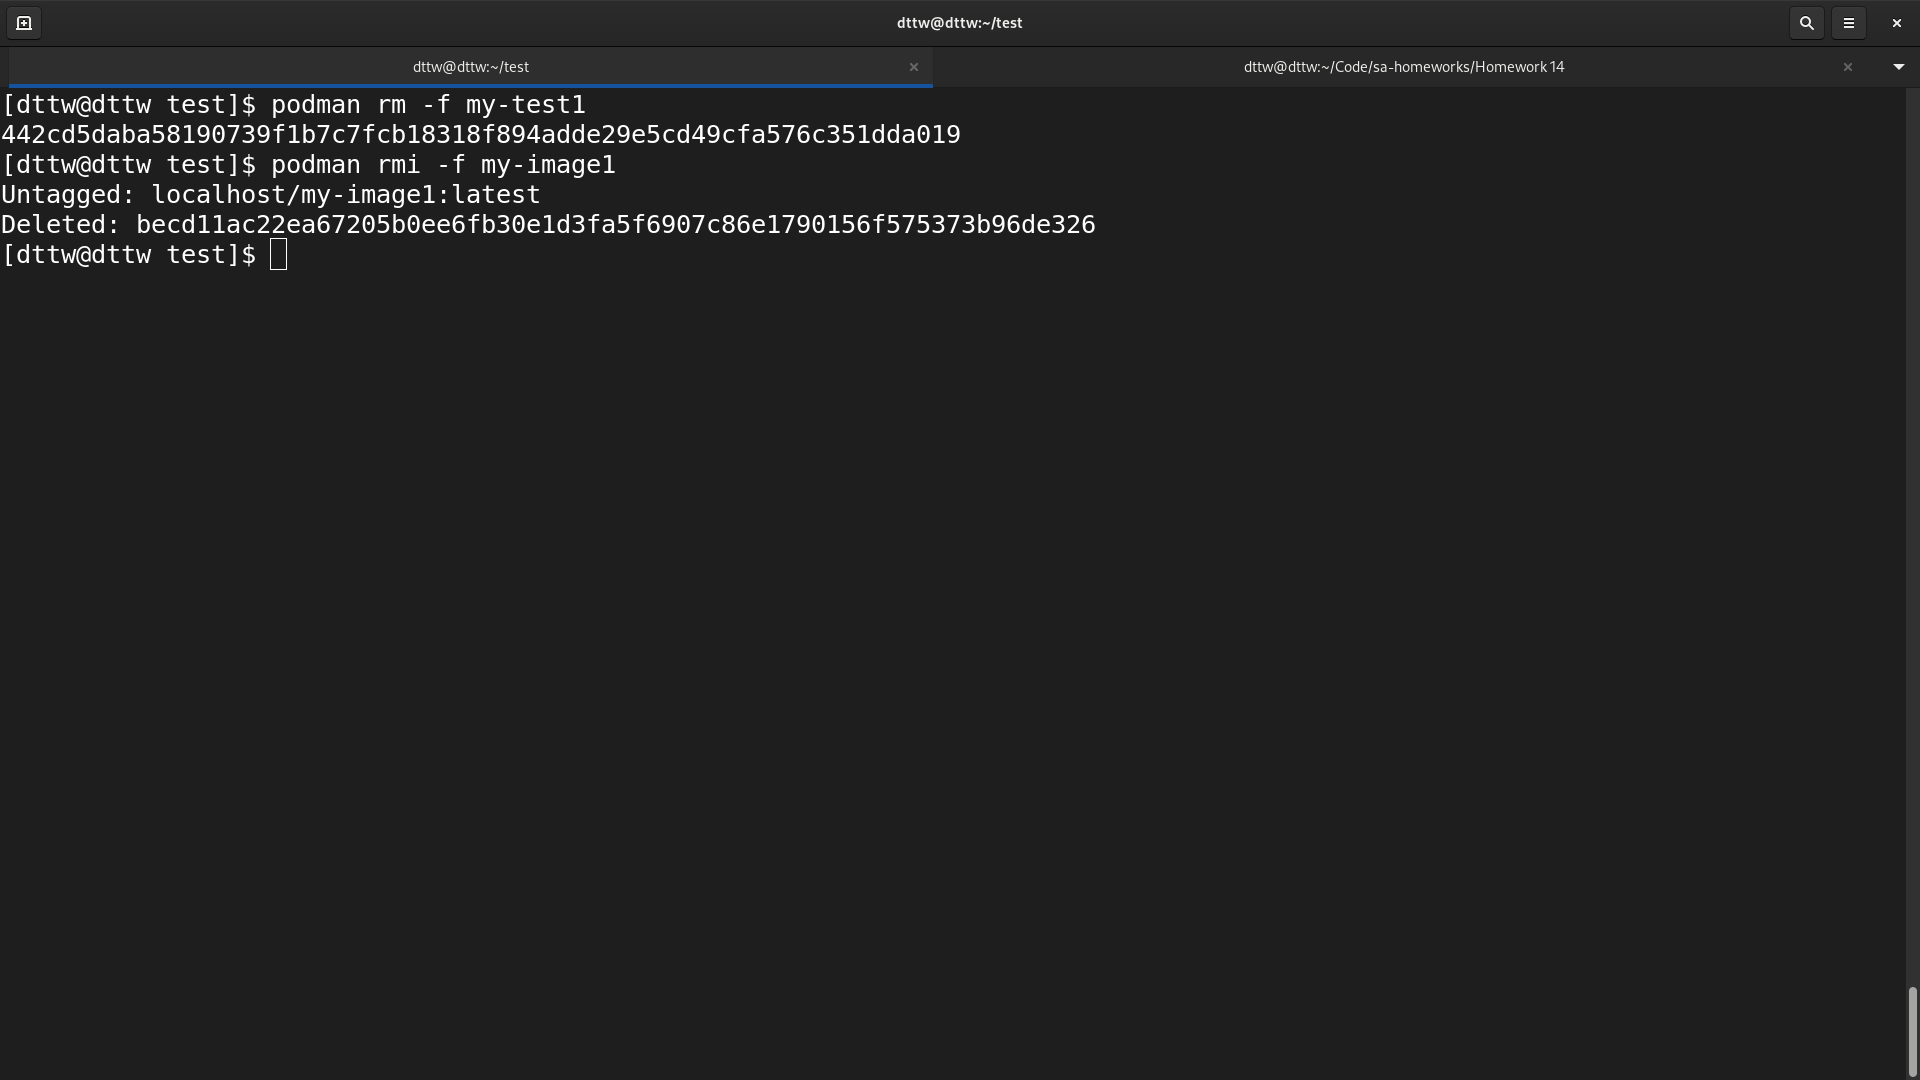 dttw@dttw:~/test
dttw@dttw:~/test
dttw@dttw:~/Code/sa-homeworks/Homework 14
[dttw@dttw test]$ podman rm -f my-test1
442cd5daba58190739f1b7c7fcb18318f894adde29e5cd49cfa576c351dda019
[dttw@dttw test]$ podman rmi -f my-image1
Untagged: localhost/my-image1:latest
Deleted: becd11ac22ea67205b0ee6fb30e1d3fa5f6907c86e1790156f575373b96de326
[dttw@dttw test]$